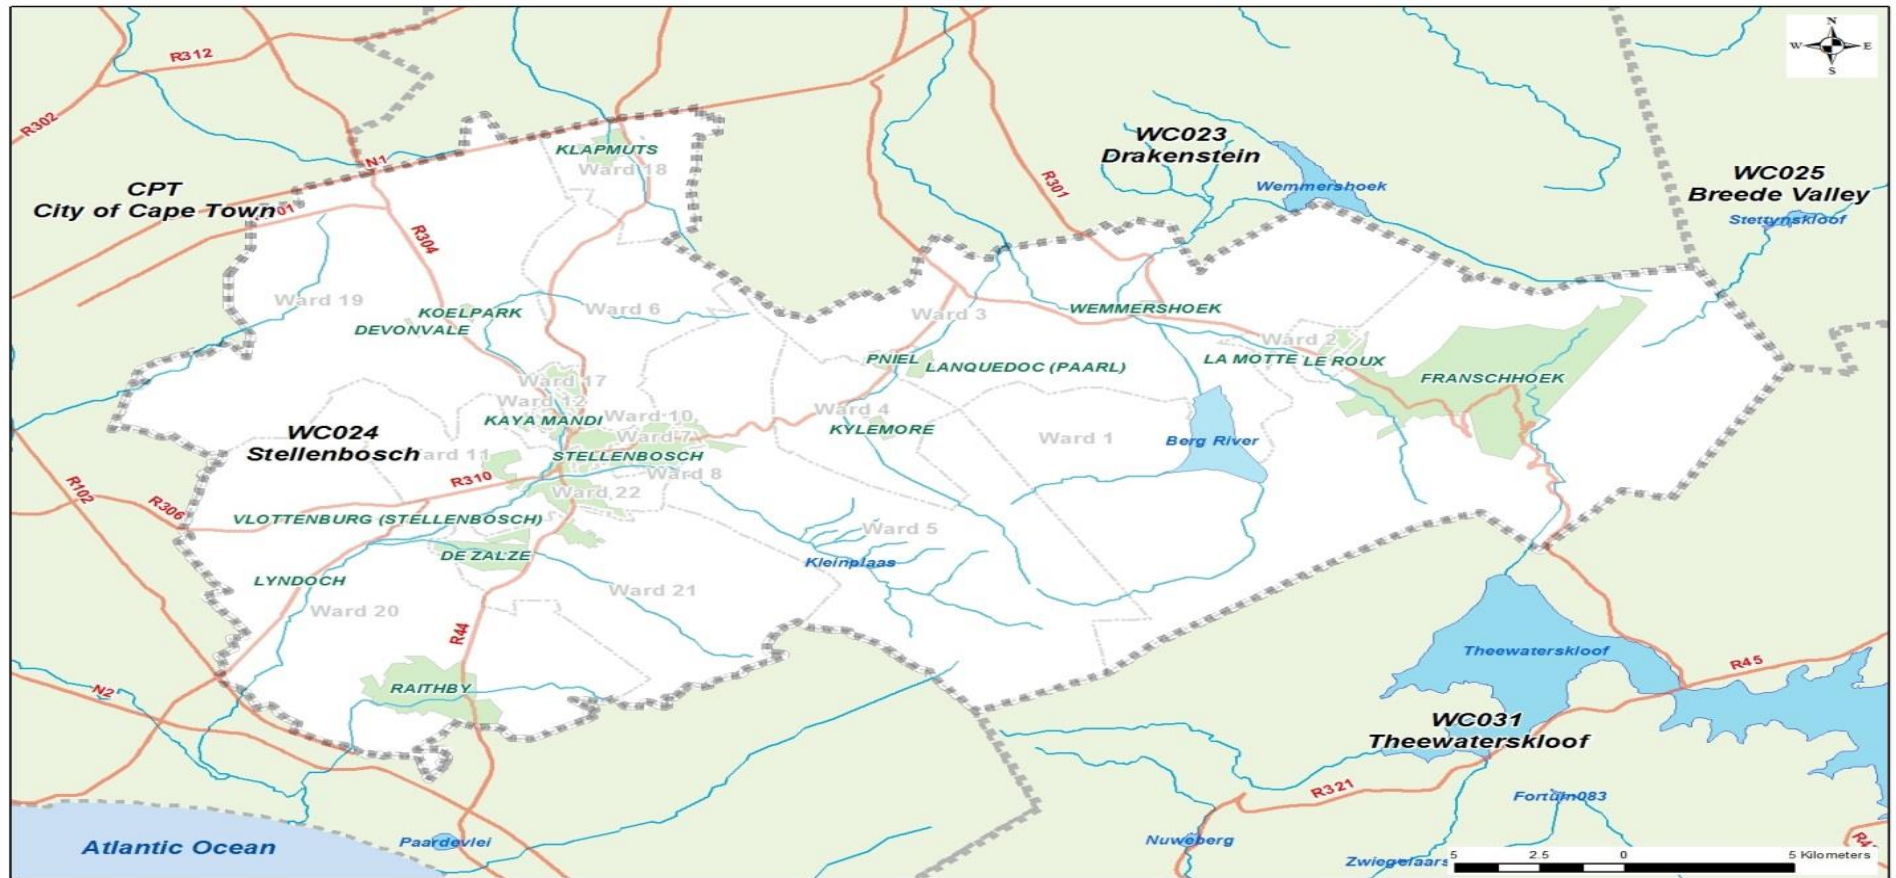 N
W E
S
R312
R302
N1
KLAPMUTS
Ward 18
WC023
Drakenstein
Wemmershoek
R301
WC025
Breede Valley
Stettynskloof
CPT
City of Cape Town
R304
Ward 19
KOELPARK
DEVONVALE
Ward 6
Ward 3
WEMMERSHOEK
Ward 2
PNIEL
LANQUEDOC (PAARL)
LA MOTTE
LE ROUX
FRANSCHHOEK
Ward 17
Ward 12
KAYA MANDI
Ward 10
Ward 7
Ward 4
KYLEMORE
Ward 1
Berg River
WC024
Stellenbosch
Ward 11
STELLENBOSCH
Ward 8
R310
Ward 22
R102
R306
VLOTTENBURG (STELLENBOSCH)
Ward 5
DE ZALZE
Kleinplaas
LYNDOCH
Ward 20
Ward 21
R44
RAITHBY
N2
Theewaterskloof
R45
WC031
Theewaterskloof
R321
Fortuin083
Atlantic Ocean
Paardevlei
Nuweberg
Zwiegelaars
5 2.5 0 5 Kilometers